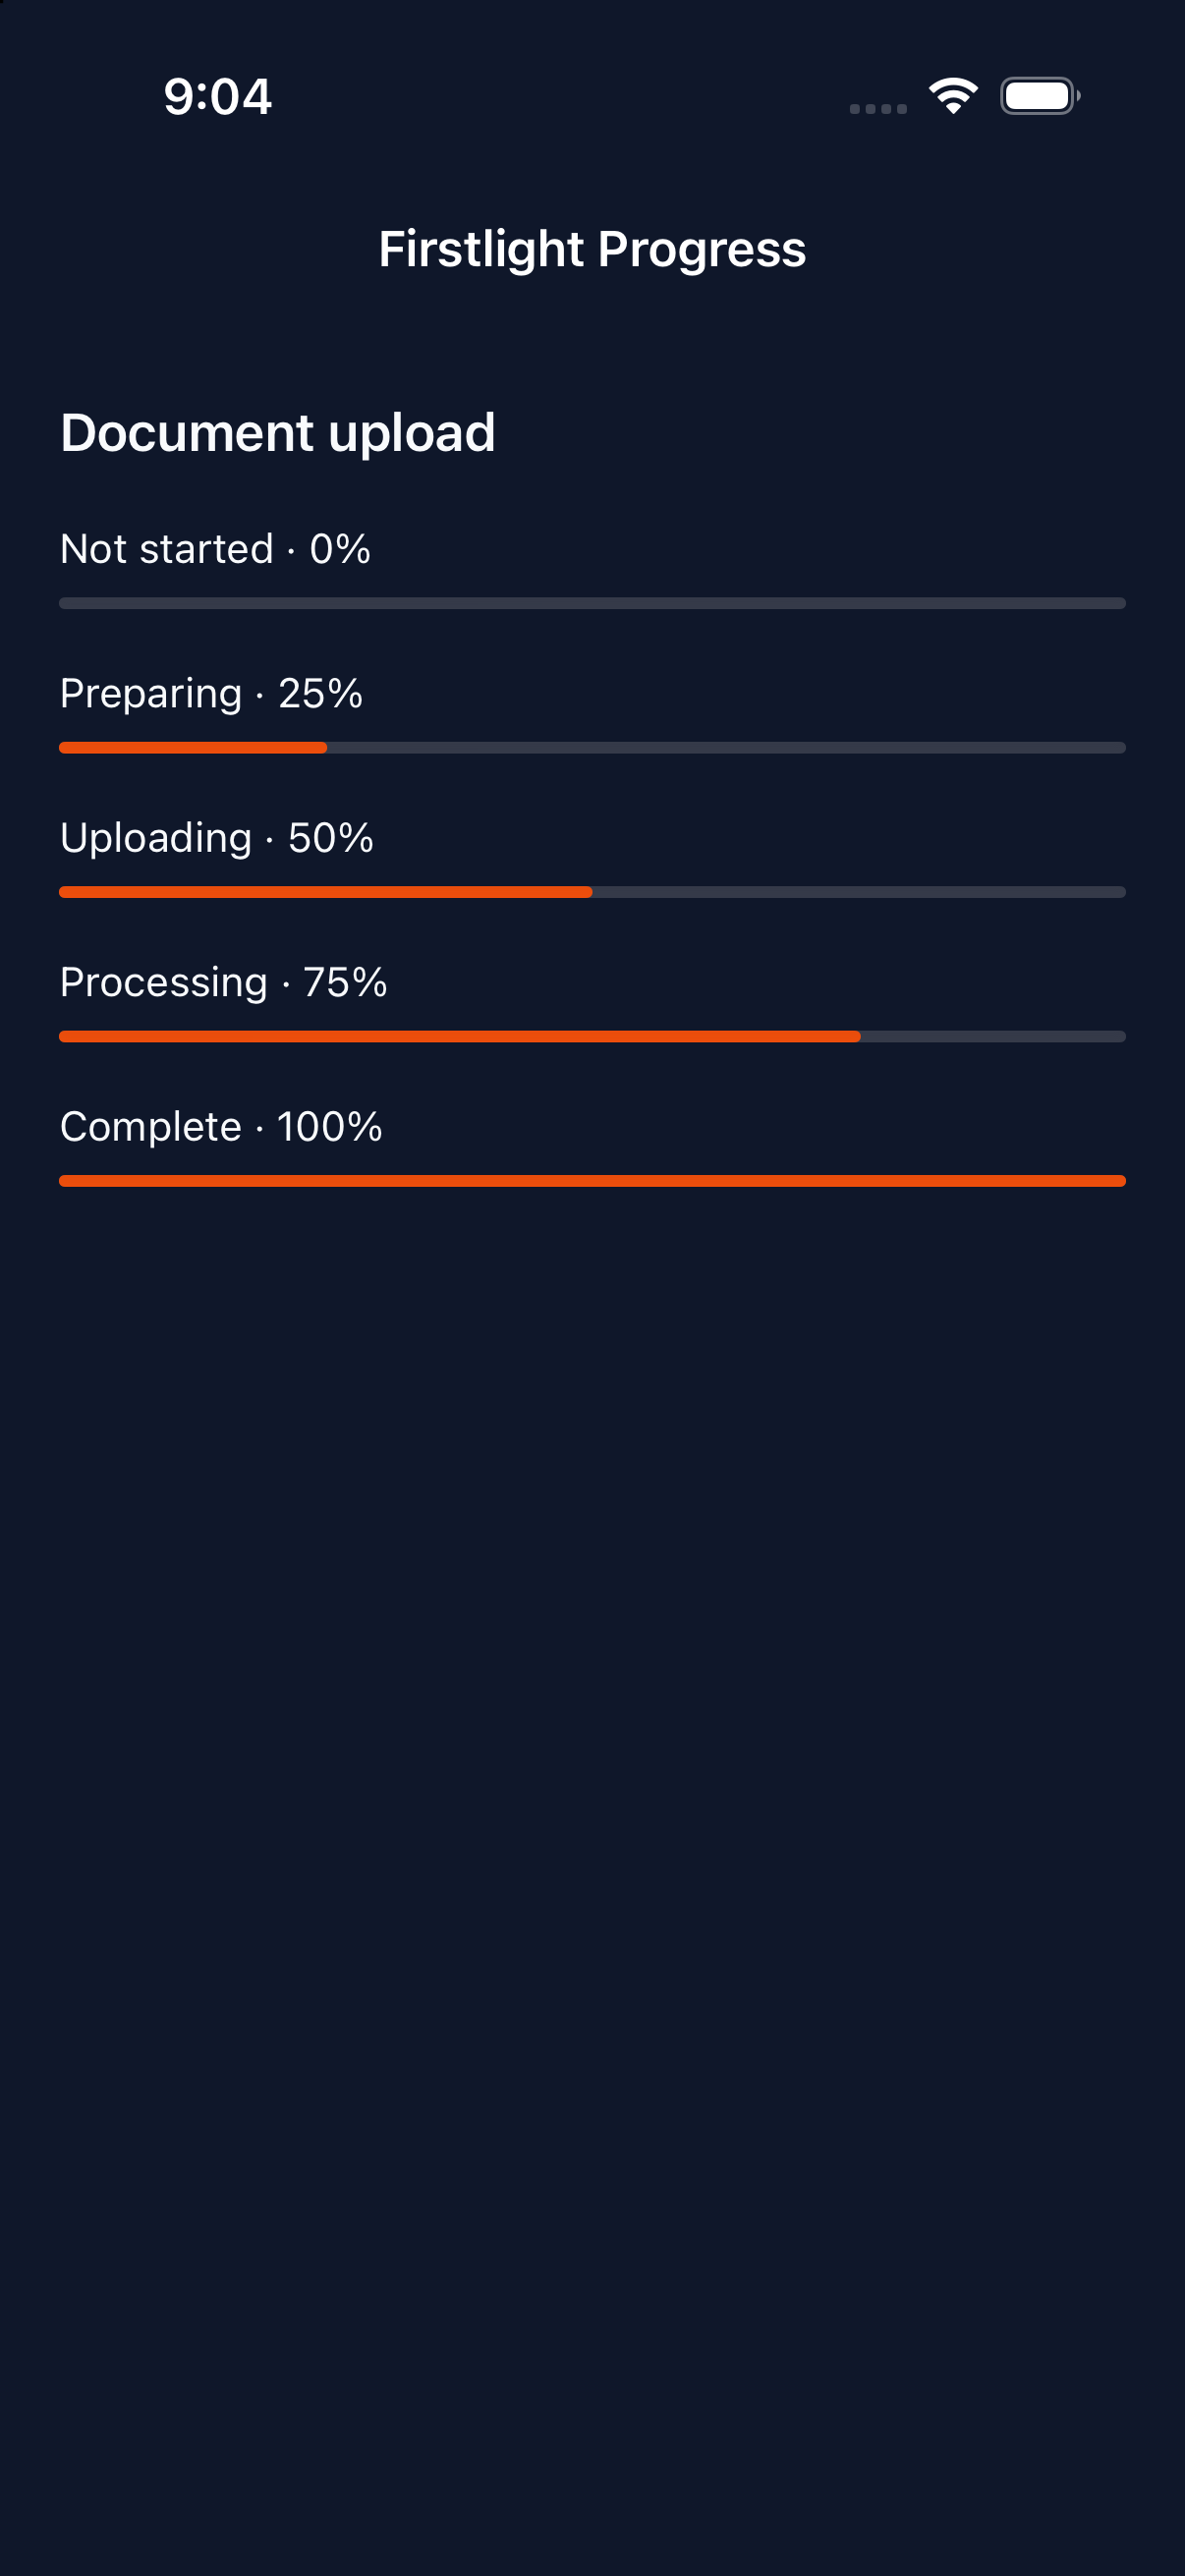 9:04
Firstlight Progress
Document upload
Not started · 0%
Preparing · 25%
Uploading · 50%
Processing · 75%
Complete · 100%